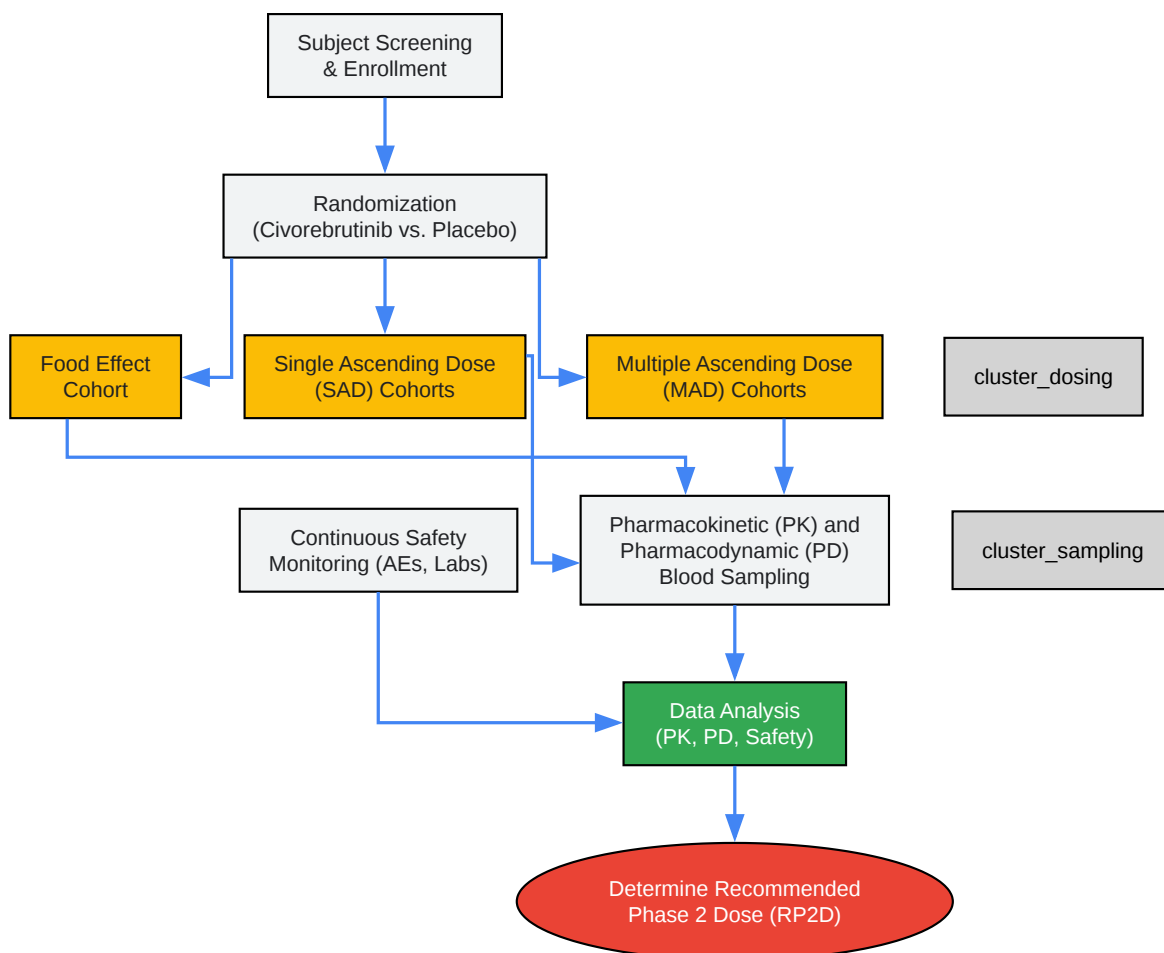 Subject Screening
& Enrollment
Randomization
(Civorebrutinib vs. Placebo)
Food Effect
Cohort
Single Ascending Dose
(SAD) Cohorts
Multiple Ascending Dose
(MAD) Cohorts
cluster_dosing
Continuous Safety
Monitoring (AEs, Labs)
Pharmacokinetic (PK) and
Pharmacodynamic (PD)
Blood Sampling
cluster_sampling
Data Analysis
(PK, PD, Safety)
Determine Recommended
Phase 2 Dose (RP2D)